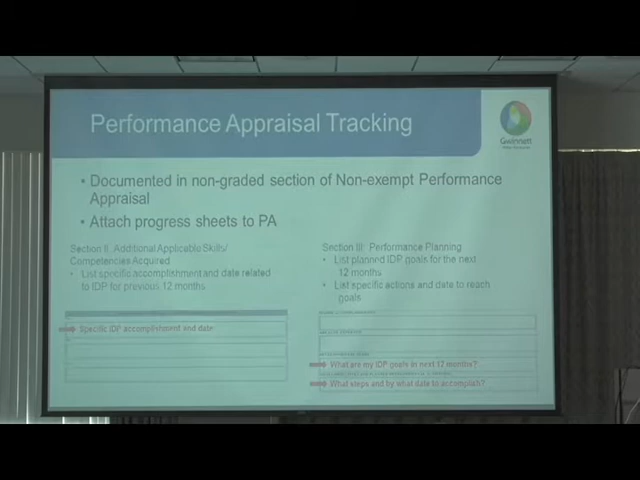 Performance Appraisal Tracking
Gwinnett
• Documented in non-graded section of Non-exempt Performance
Appraisal
• Attach progress sheets to PA
Section II: Additional Applicable Skills/
Competencies Acquired
• List specific accomplishment and date related
to IDP for previous 12 months
Specific IDP accomplishment and date
Section III: Performance Planning
• List planned IDP goals for the next
12 months
• List specific actions and date to reach
goals
What are my IDP goals in next 12 months?
What steps and by what date to accomplish?